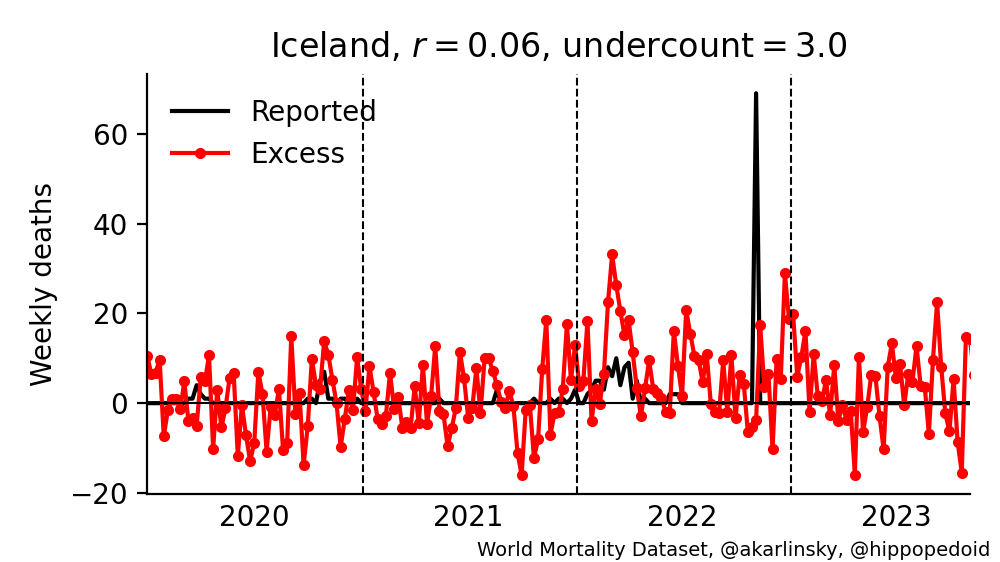 Iceland, r = 0.06, undercount = 3.0
Reported
Excess
Weekly deaths
60
40
20
0
−20
2020 2021 2022 2023
World Mortality Dataset, @akarlinsky, @hippopedoid